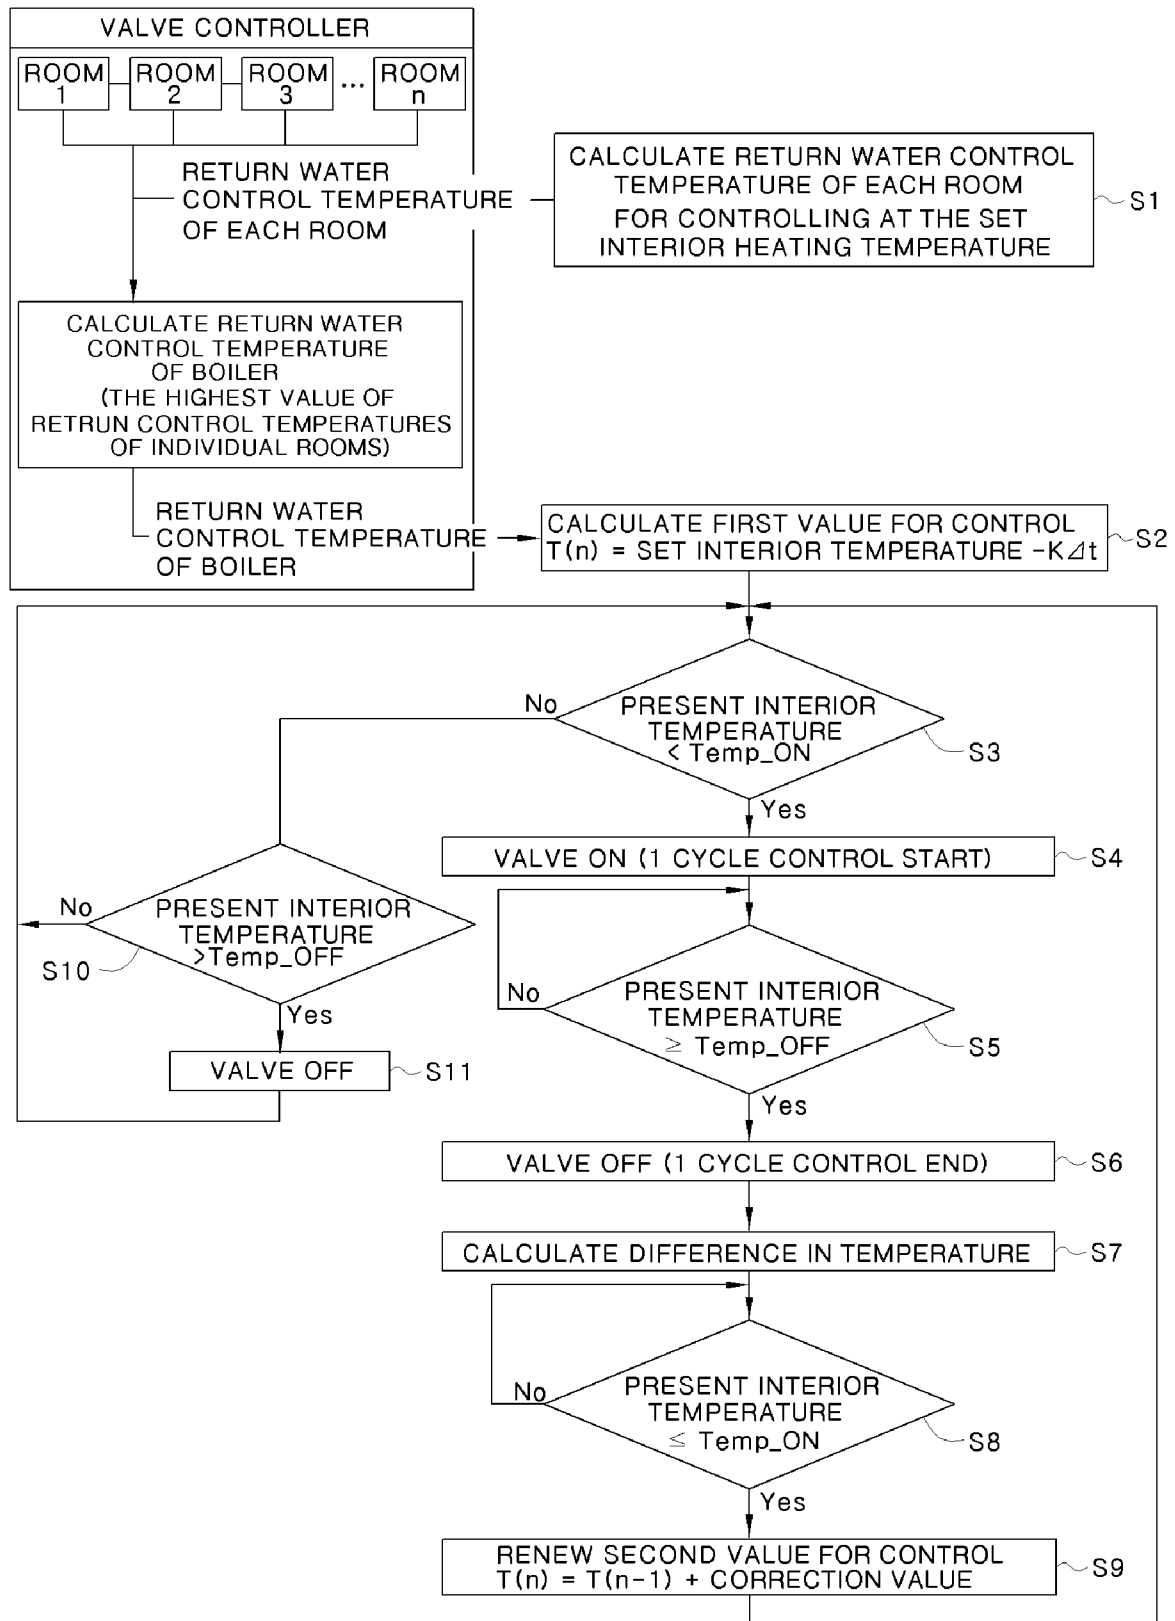 VALVE CONTROLLER
ROOM
1
ROOM
2
ROOM
3
...
ROOM
n
RETURN WATER
CONTROL TEMPERATURE
OF EACH ROOM
CALCULATE RETURN WATER CONTROL
TEMPERATURE OF EACH ROOM
FOR CONTROLLING AT THE SET
INTERIOR HEATING TEMPERATURE
S1
CALCULATE RETURN WATER
CONTROL TEMPERATURE
OF BOILER
(THE HIGHEST VALUE OF
RETRUN CONTROL TEMPERATURES
OF INDIVIDUAL ROOMS)
RETURN WATER
CONTROL TEMPERATURE
OF BOILER
CALCULATE FIRST VALUE FOR CONTROL
T(n) = SET INTERIOR TEMPERATURE -K⊿t
S2
PRESENT INTERIOR
TEMPERATURE
< Temp_ON
No
S3
Yes
VALVE ON (1 CYCLE CONTROL START)
S4
PRESENT INTERIOR
TEMPERATURE
>Temp_OFF
No
S10
Yes
VALVE OFF
S11
PRESENT INTERIOR
TEMPERATURE
≥ Temp_OFF
No
S5
Yes
VALVE OFF (1 CYCLE CONTROL END)
S6
CALCULATE DIFFERENCE IN TEMPERATURE
S7
PRESENT INTERIOR
TEMPERATURE
≤ Temp_ON
No
S8
Yes
RENEW SECOND VALUE FOR CONTROL
T(n) = T(n-1) + CORRECTION VALUE
S9